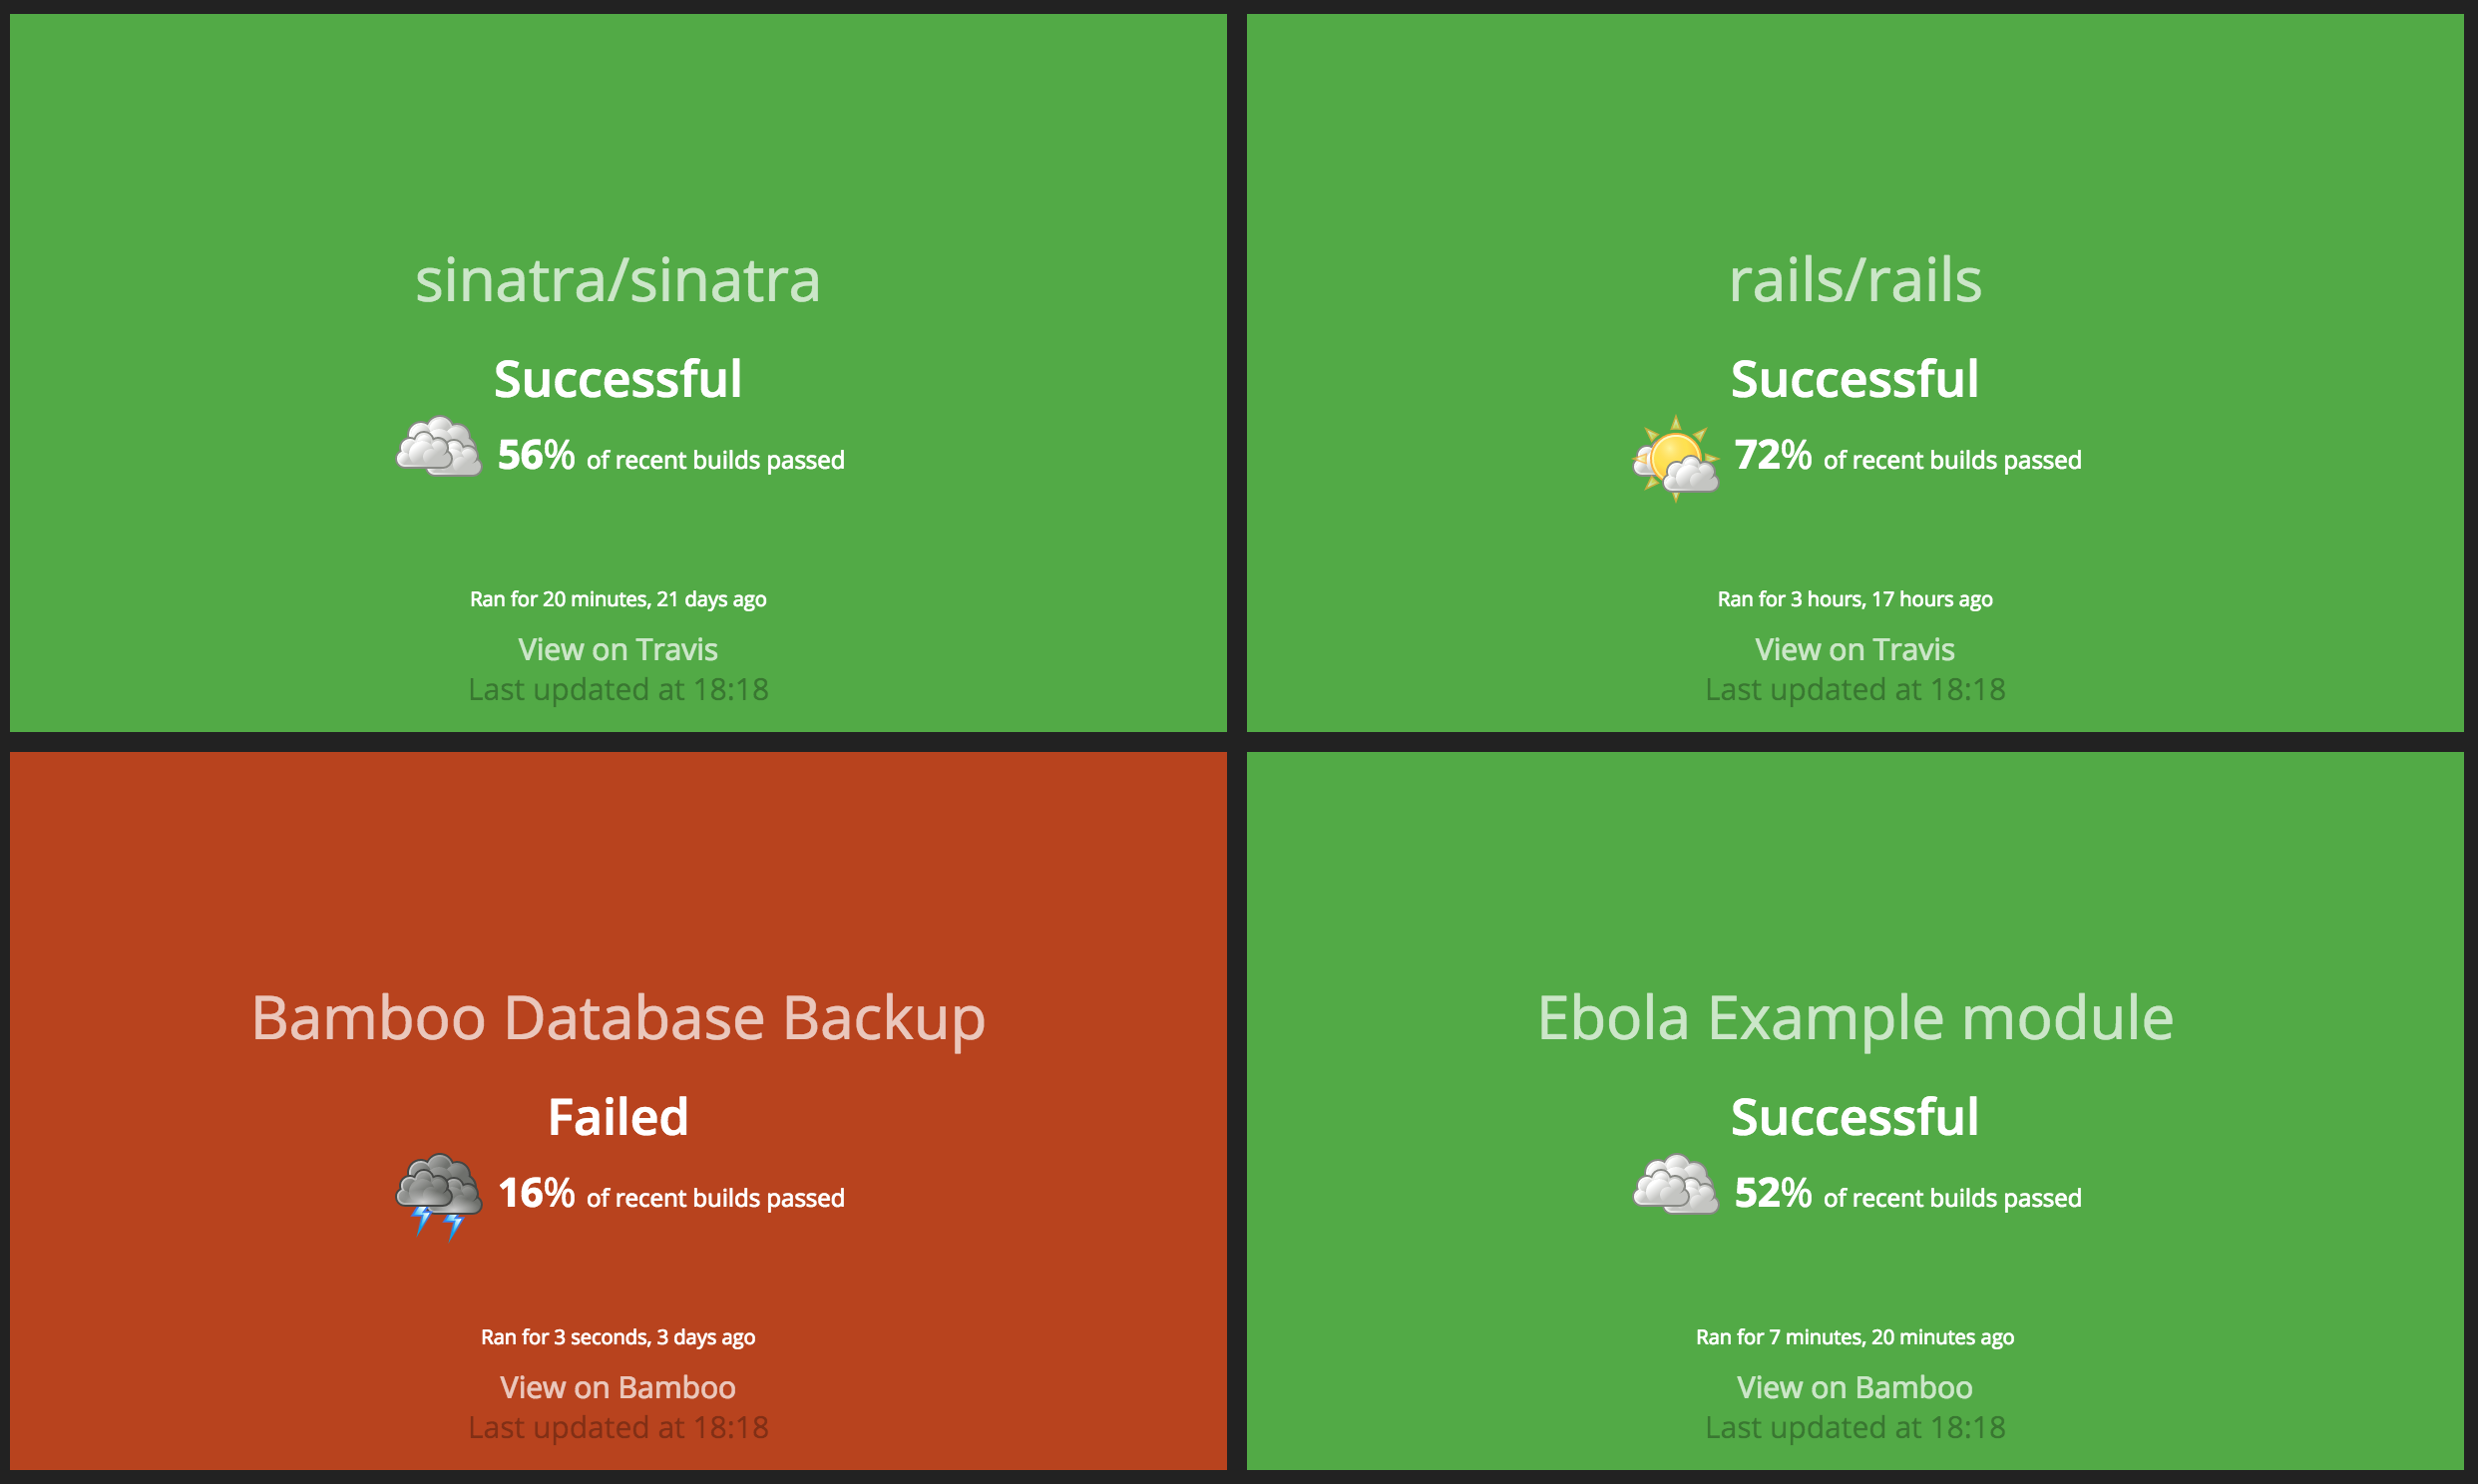 sinatra/sinatra
Successful
56% of recent builds passed
Ran for 20 minutes, 21 days ago
View on Travis
Last updated at 18:18
rails/rails
Successful
72% of recent builds passed
Ran for 3 hours, 17 hours ago
View on Travis
Last updated at 18:18
Bamboo Database Backup
Failed
16% of recent builds passed
Ran for 3 seconds, 3 days ago
View on Bamboo
Last updated at 18:18
Ebola Example module
Successful
52% of recent builds passed
Ran for 7 minutes, 20 minutes ago
View on Bamboo
Last updated at 18:18